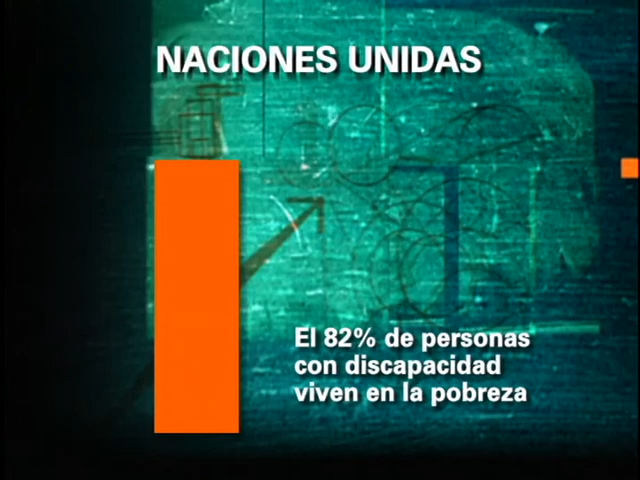 NACIONES UNIDAS
El 82% de personas
con discapacidad
viven en la pobreza